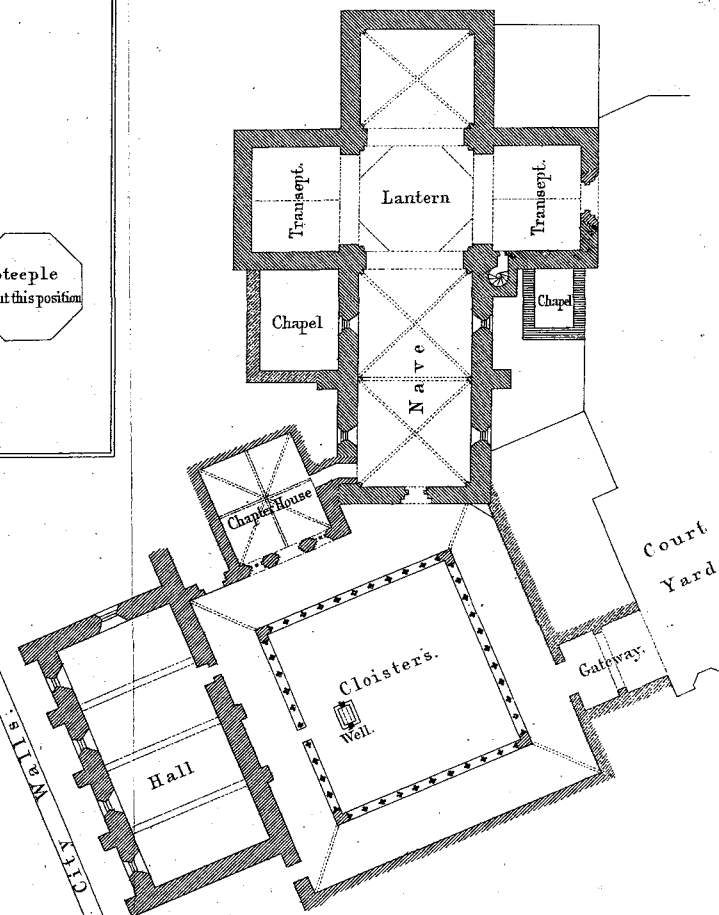 Transept.
Lantern
Transept.
steeple
ut this position
Chapel
Chapel
Nave
Chapter House
Court
Yard
Cloisters.
Gateway.
Well.
Hall
City Walls.